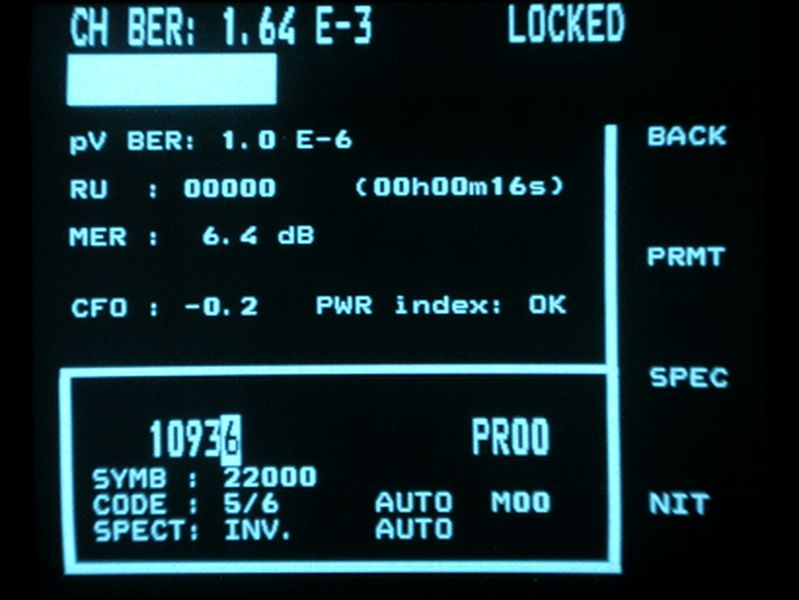 CH BER: 1.64 E-3 LOCKED
pV BER: 1.0 E-6 BACK
RU : 00000 (00h00m16s)
MER : 6.4 dB PRMT
CFO : -0.2 PWR index: OK
SPEC
10936 PR00
SYMB : 22000
CODE : 5/6 AUTO M00 NIT
SPECT: INV. AUTO